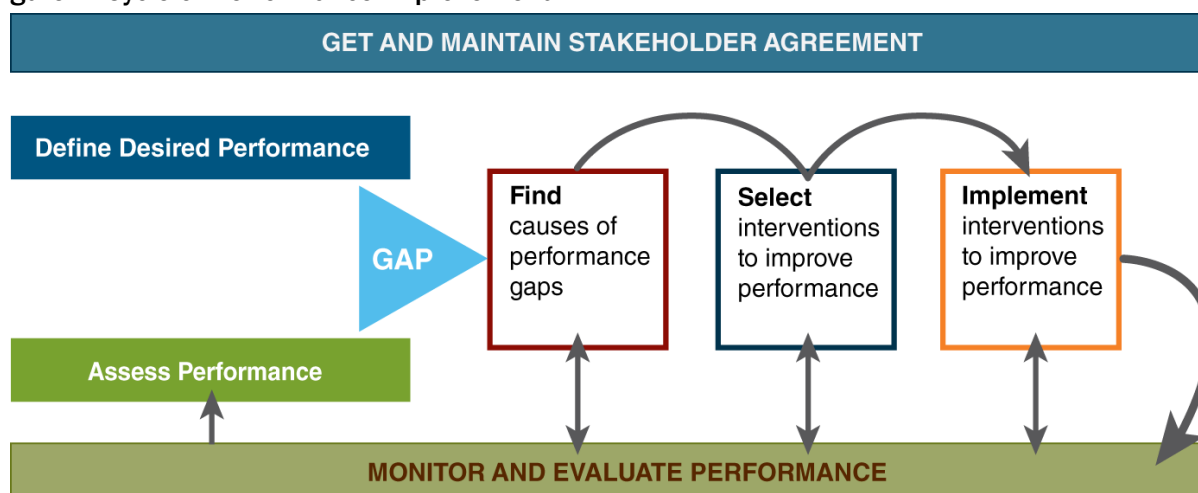 GET AND MAINTAIN STAKEHOLDER AGREEMENT
Define Desired Performance
GAP
Assess Performance
Find
causes of
performance
gaps
Select
interventions
to improve
performance
Implement
interventions
to improve
performance
MONITOR AND EVALUATE PERFORMANCE